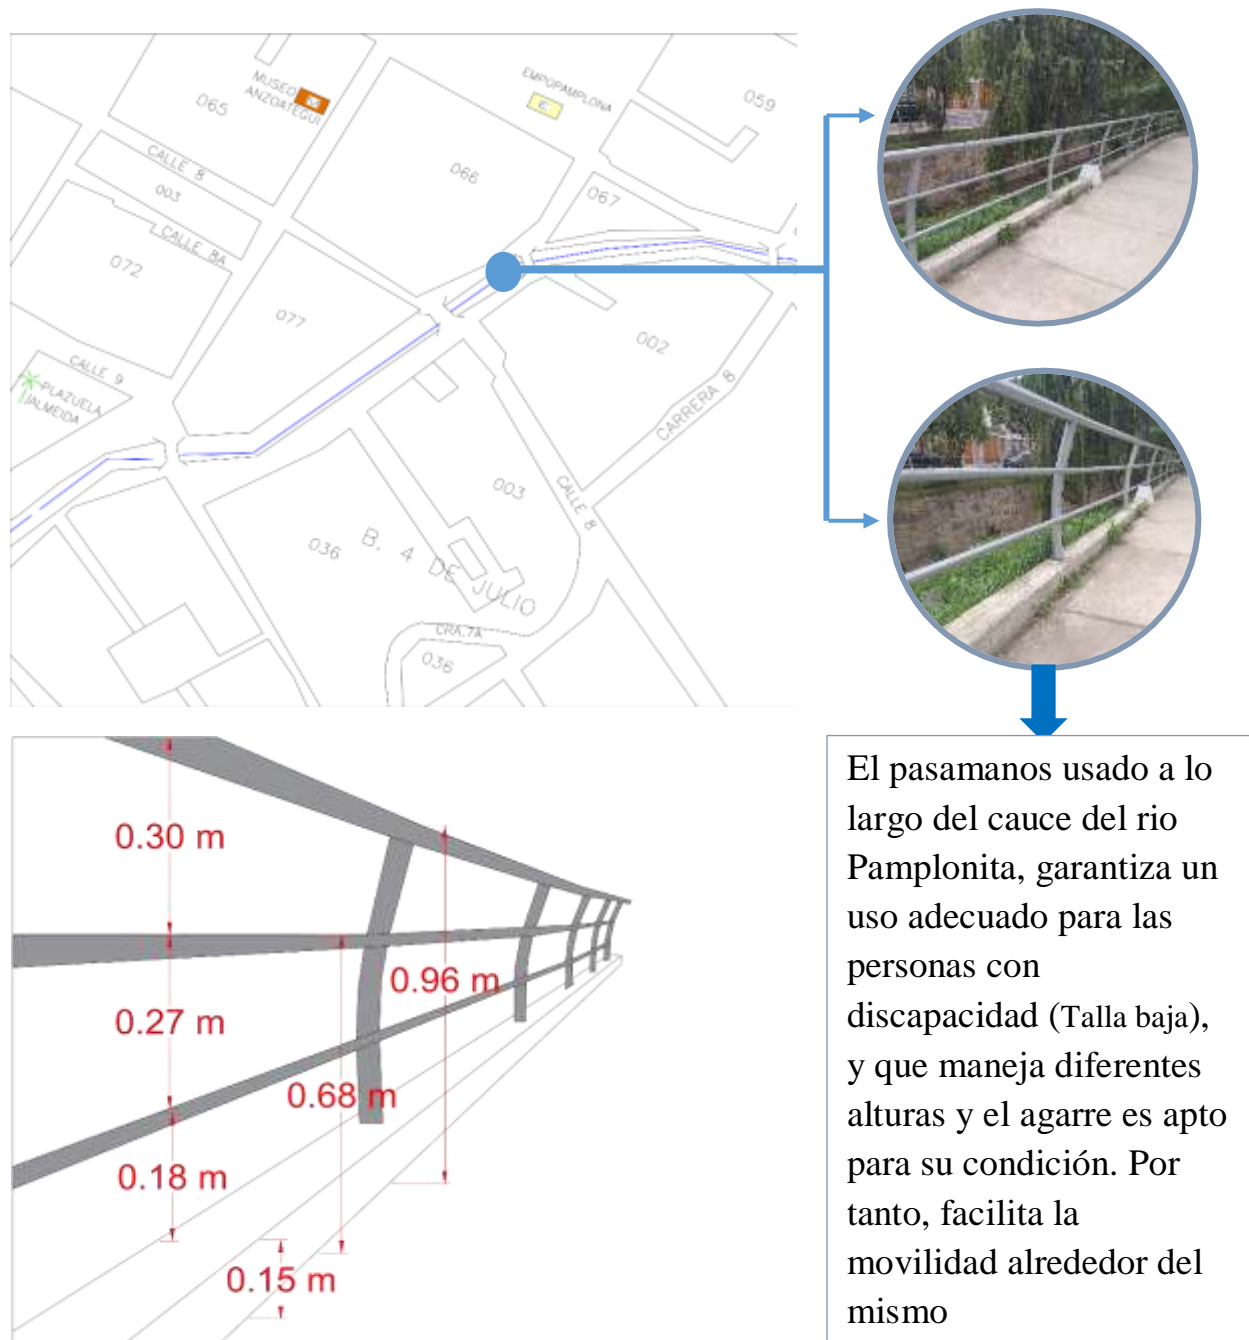 MUSEO
ANZOATEGUI
EMPOPAMPLONA
059
065
CALLE 8
003
066
067
CALLE 8A
072
077
002
CALLE 9
PLAZUELA
ALMEIDA
CARRERA 8
003
CALLE 8
036
B. 4 DE JULIO
CRA.7A
036
0.30 m
0.96 m
0.27 m
0.68 m
0.18 m
0.15 m
El pasamanos usado a lo
largo del cauce del rio
Pamplonita, garantiza un
uso adecuado para las
personas con
discapacidad (Talla baja),
y que maneja diferentes
alturas y el agarre es apto
para su condición. Por
tanto, facilita la
movilidad alrededor del
mismo